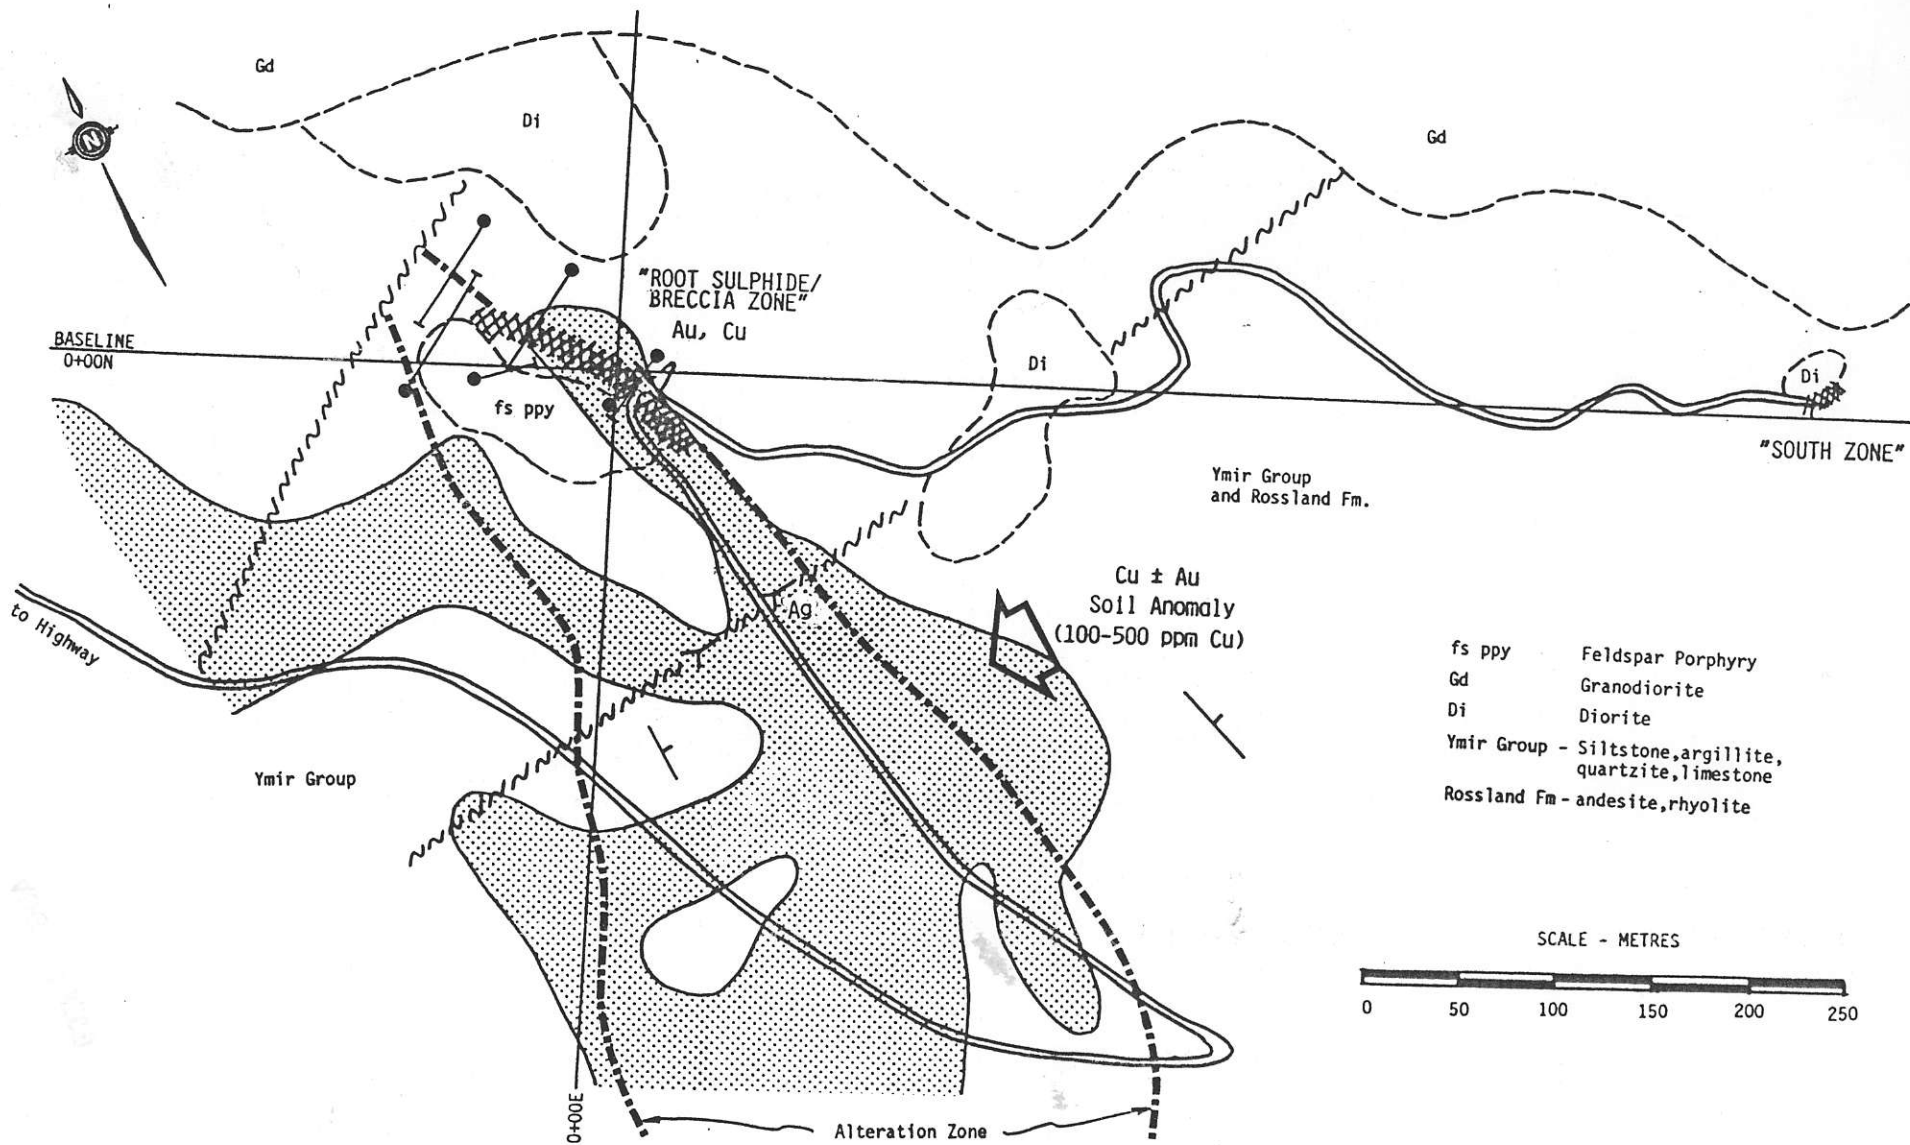 Gd
Di
Gd
N
"ROOT SULPHIDE/
BRECCIA ZONE"
Au, Cu
BASELINE
0+00N
Di
Di
fs ppy
"SOUTH ZONE"
Ymir Group
and Rossland Fm.
Cu ± Au
Soil Anomaly
(100-500 ppm Cu)
Ag
to Highway
fs ppy Feldspar Porphyry
Gd Granodiorite
Di Diorite
Ymir Group - Siltstone,argillite,
quartzite,limestone
Rossland Fm - andesite,rhyolite
Ymir Group
SCALE - METRES
0 50 100 150 200 250
0+00E
Alteration Zone